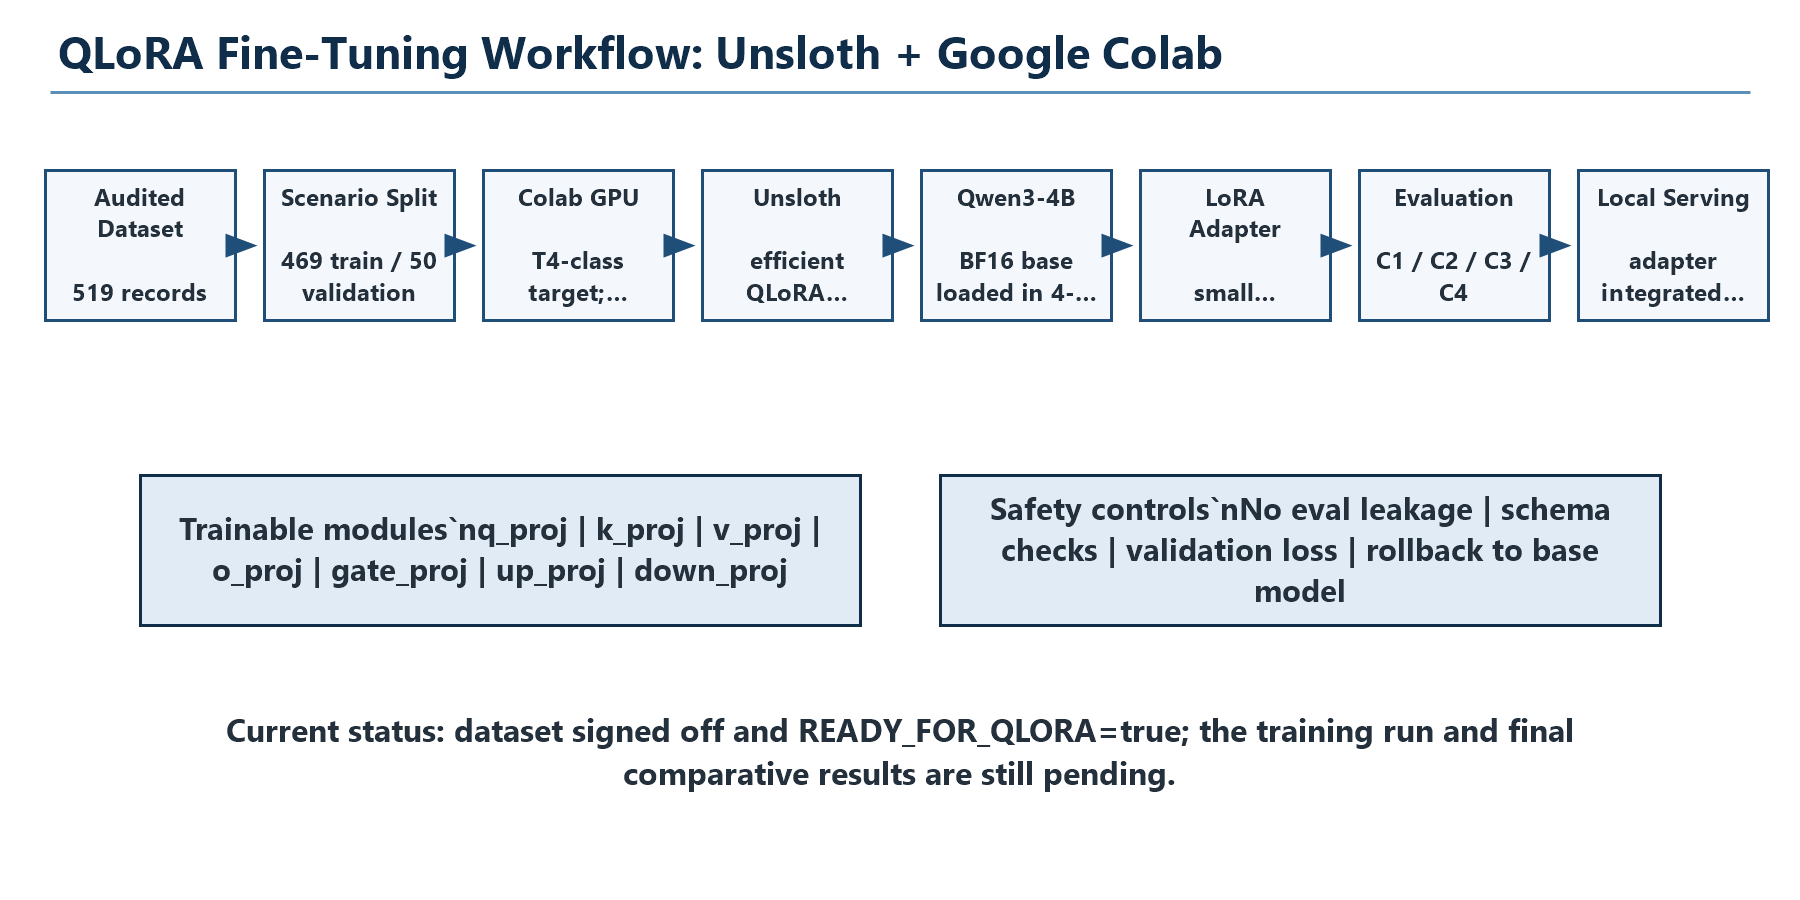 QLoRA Fine-Tuning Workflow: Unsloth + Google Colab
Audited
Dataset
519 records
Scenario Split
469 train / 50
validation
Colab GPU
T4-class
target;...
Unsloth
efficient
QLoRA...
Qwen3-4B
BF16 base
loaded in 4-...
LoRA
Adapter
small...
Evaluation
C1 / C2 / C3 /
C4
Local Serving
adapter
integrated...
Trainable modules`nq_proj | k_proj | v_proj |
o_proj | gate_proj | up_proj | down_proj
Safety controls`nNo eval leakage | schema
checks | validation loss | rollback to base
model
Current status: dataset signed off and READY_FOR_QLORA=true; the training run and final
comparative results are still pending.